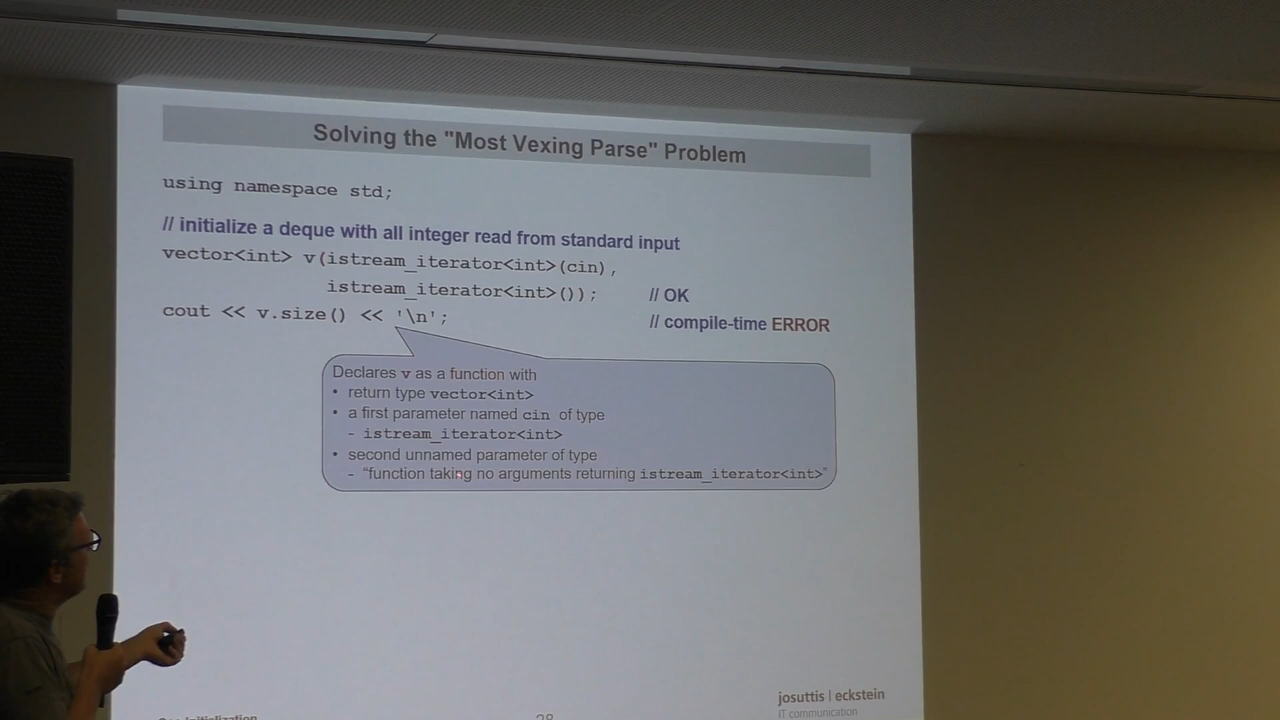 Solving the "Most Vexing Parse" Problem
using namespace std;
// initialize a deque with all integer read from standard input
vector<int> v(istream_iterator<int>(cin),
istream_iterator<int>()); // OK
cout << v.size() << '\n'; // compile-time ERROR
Declares v as a function with
• return type vector<int>
• a first parameter named cin of type
- istream_iterator<int>
• second unnamed parameter of type
- "function taking no arguments returning istream_iterator<int>"
josuttis | eckstein
IT communication
28